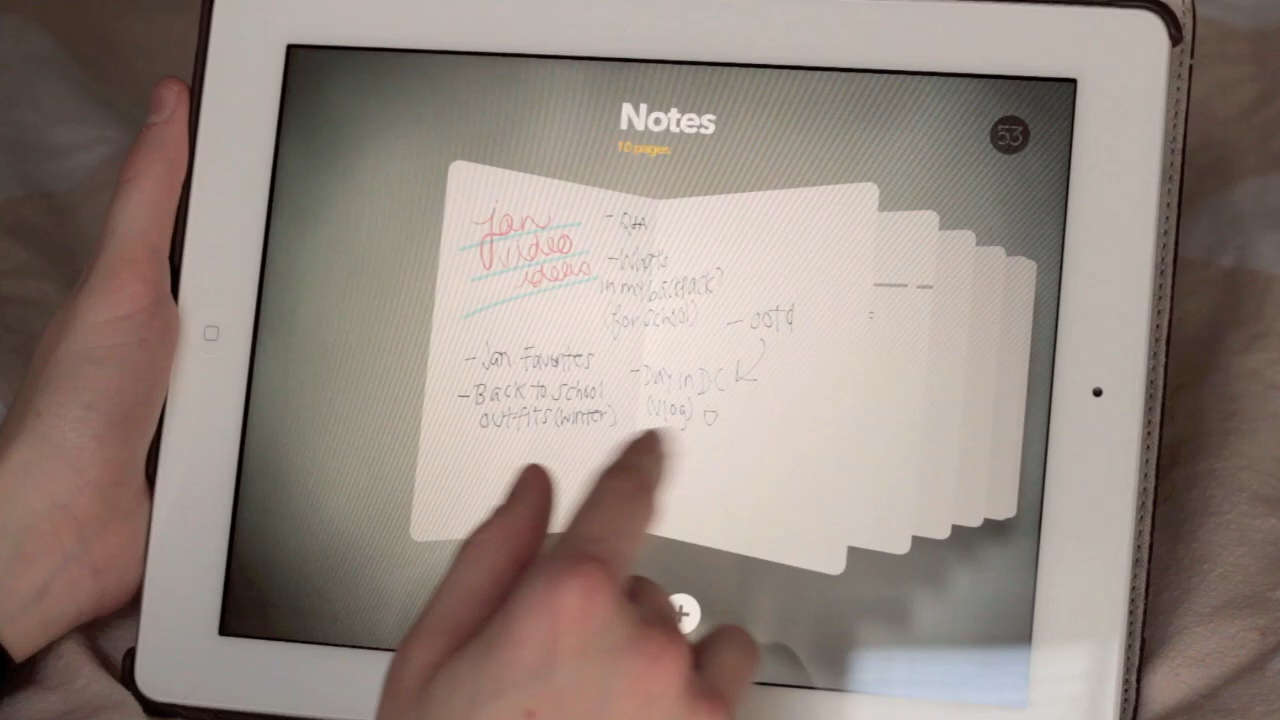 Notes
10 pages
53
Jan
Video
ideas
- Jan Favorites
- Back to School
outfits (winter)
- Q&A
- What's
in my backpack?
(for school)
- ootd
- Day in DC
(vlog)